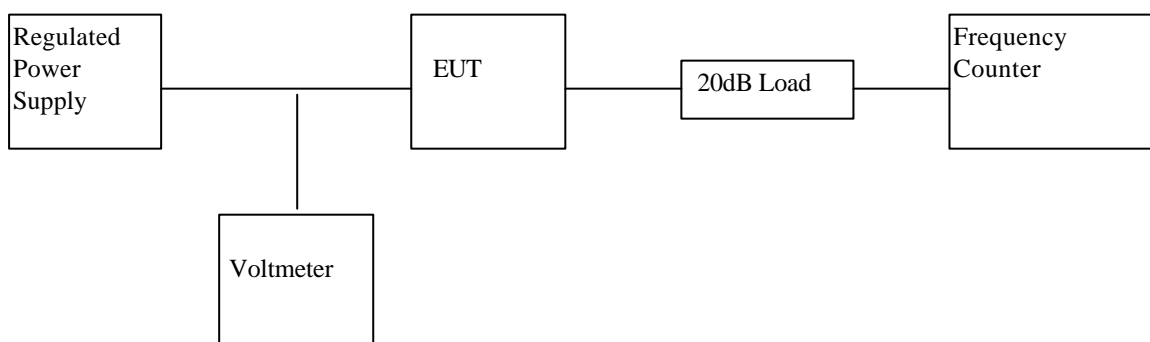 Regulated
Power
Supply
EUT
20dB Load
Frequency
Counter
Voltmeter